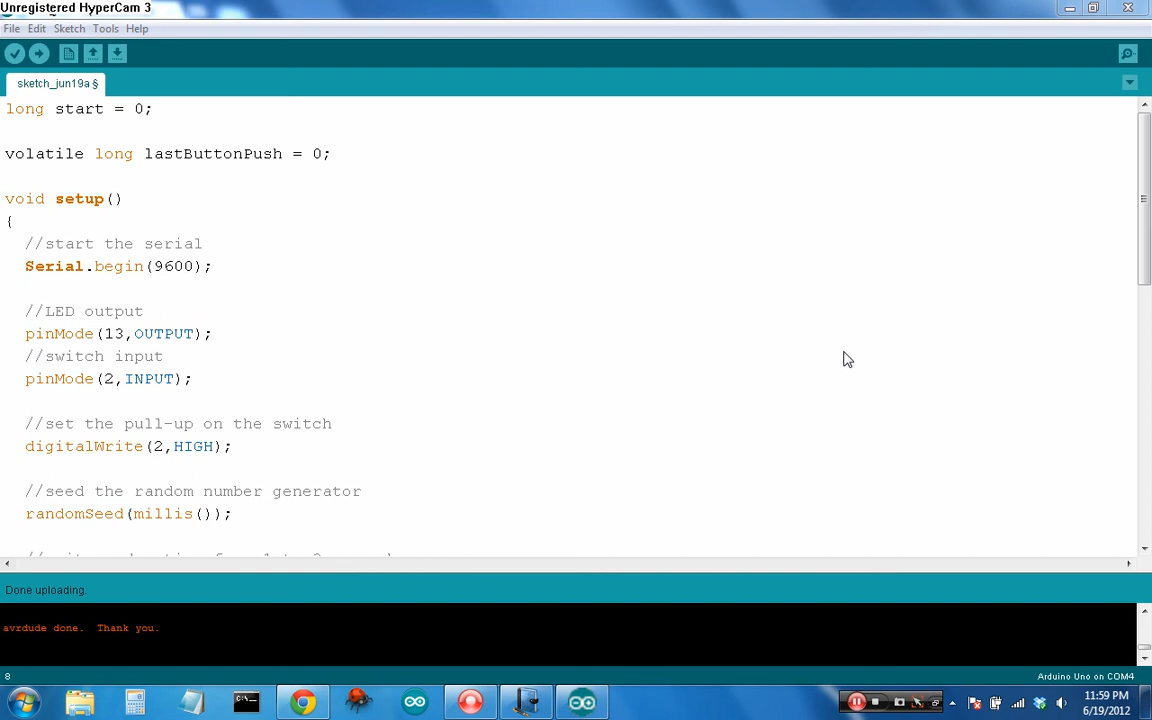 Unregistered HyperCam 3
File Edit Sketch Tools Help
sketch_jun19a §
long start = 0;
volatile long lastButtonPush = 0;
void setup()
{
//start the serial
Serial.begin(9600);
//LED output
pinMode(13,OUTPUT);
//switch input
pinMode(2,INPUT);
//set the pull-up on the switch
digitalWrite(2,HIGH);
//seed the random number generator
randomSeed(millis());
Done uploading.
avrdude done.  Thank you.
8
Arduino Uno on COM4
C:\
11:59 PM
6/19/2012